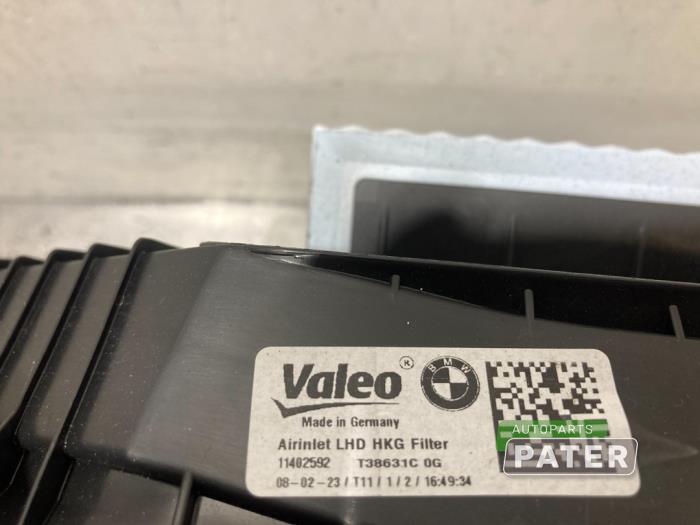 Valeo ® BMW
Made in Germany
Airinlet LHD HKG Filter
11402592 T38631C 0G
08-02-23 / T11 / 1 / 2 / 16:49:34
AUTOPARTS
PATER